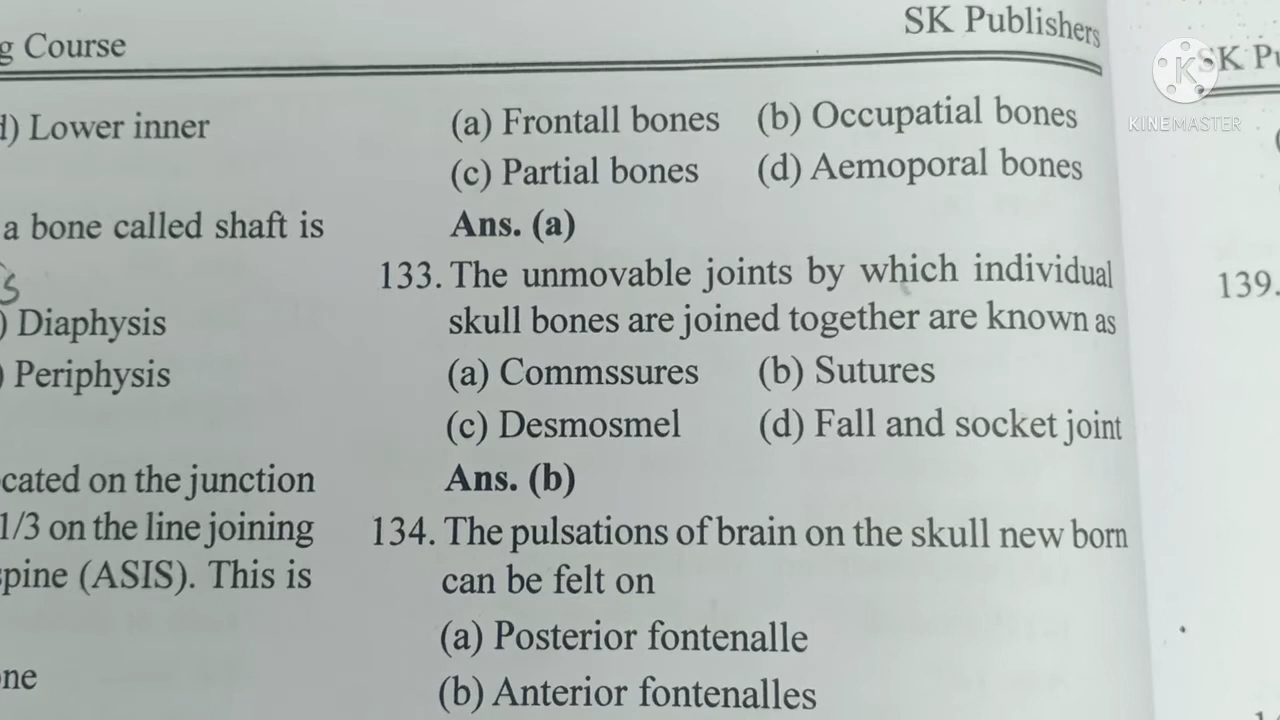 g Course
SK Publishers
d) Lower inner
a bone called shaft is
) Diaphysis
) Periphysis
cated on the junction
1/3 on the line joining
spine (ASIS). This is
ne
(a) Frontall bones (b) Occupatial bones
(c) Partial bones (d) Aemoporal bones
Ans. (a)
133. The unmovable joints by which individual
skull bones are joined together are known as
(a) Commssures (b) Sutures
(c) Desmosmel (d) Fall and socket joint
Ans. (b)
134. The pulsations of brain on the skull new born
can be felt on
(a) Posterior fontenalle
(b) Anterior fontenalles
SK Pu
139.
K
KINEMASTER